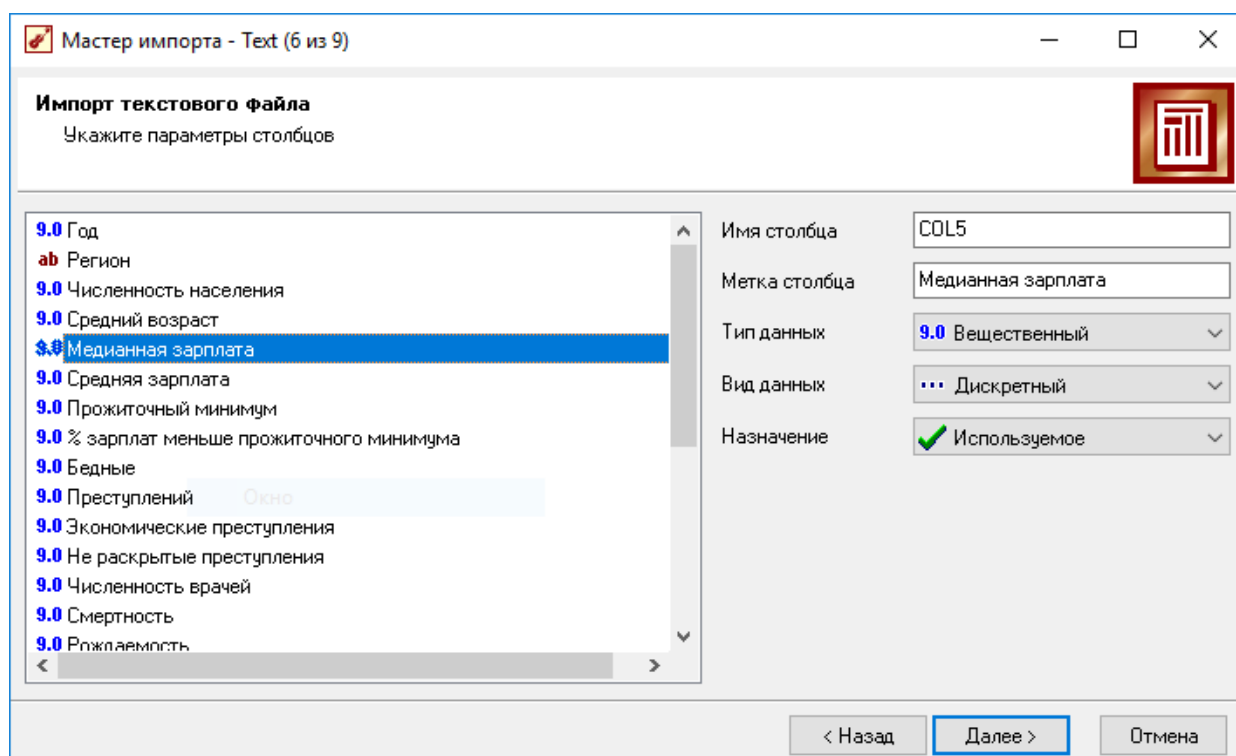 Мастер импорта - Text (6 из 9)
Импорт текстового файла
Укажите параметры столбцов
9.0 Год
ab Регион
9.0 Численность населения
9.0 Средний возраст
9.0 Медианная зарплата
9.0 Средняя зарплата
9.0 Прожиточный минимум
9.0 % зарплат меньше прожиточного минимума
9.0 Бедные
9.0 Преступлений
Окно
9.0 Экономические преступления
9.0 Не раскрытые преступления
9.0 Численность врачей
9.0 Смертность
9.0 Рождаемость
Имя столбца COL5
Метка столбца Медианная зарплата
Тип данных 9.0 Вещественный
Вид данных Дискретный
Назначение Используемое
< Назад Далее > Отмена